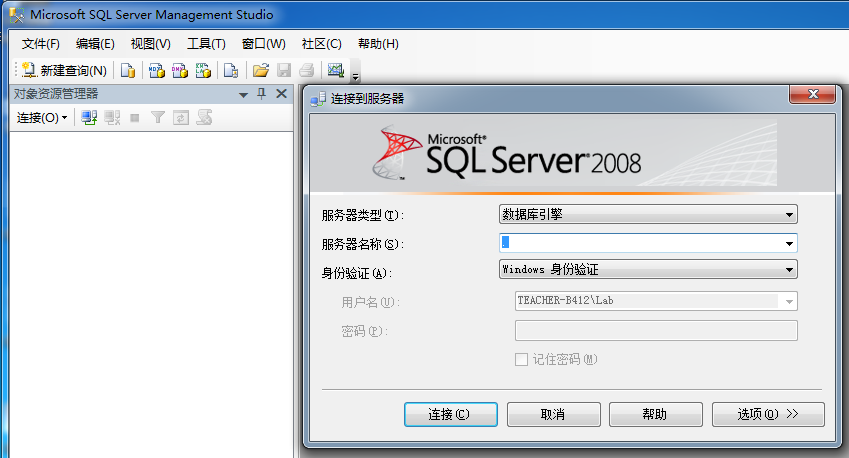 Microsoft SQL Server Management Studio
文件(F) 编辑(E) 视图(V) 工具(T) 窗口(W) 社区(C) 帮助(H)
新建查询(N)
对象资源管理器
连接(O)
连接到服务器
Microsoft®
SQL Server® 2008
服务器类型(T): 数据库引擎
服务器名称(S): .
身份验证(A): Windows 身份验证
用户名(U): TEACHER-B412\Lab
密码(P):
记住密码(M)
连接(C) 取消 帮助 选项(O) >>